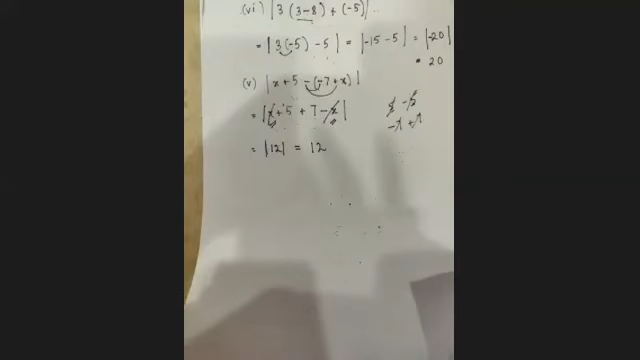 (vi) |3(3-8)+(-5)|
= |3(-5)-5| = |-15-5| = |-20|
= 20
(v) |x+5-(-7+x)|
= |x+5+7-x|
= |12| = 12